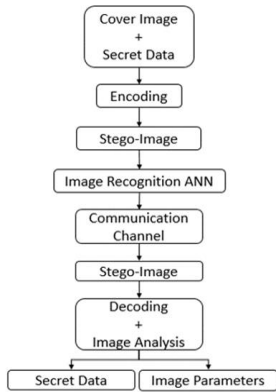 Cover Image
+
Secret Data
Encoding
Stego-Image
Image Recognition ANN
Communication
Channel
Stego-Image
Decoding
+
Image Analysis
Secret Data
Image Parameters